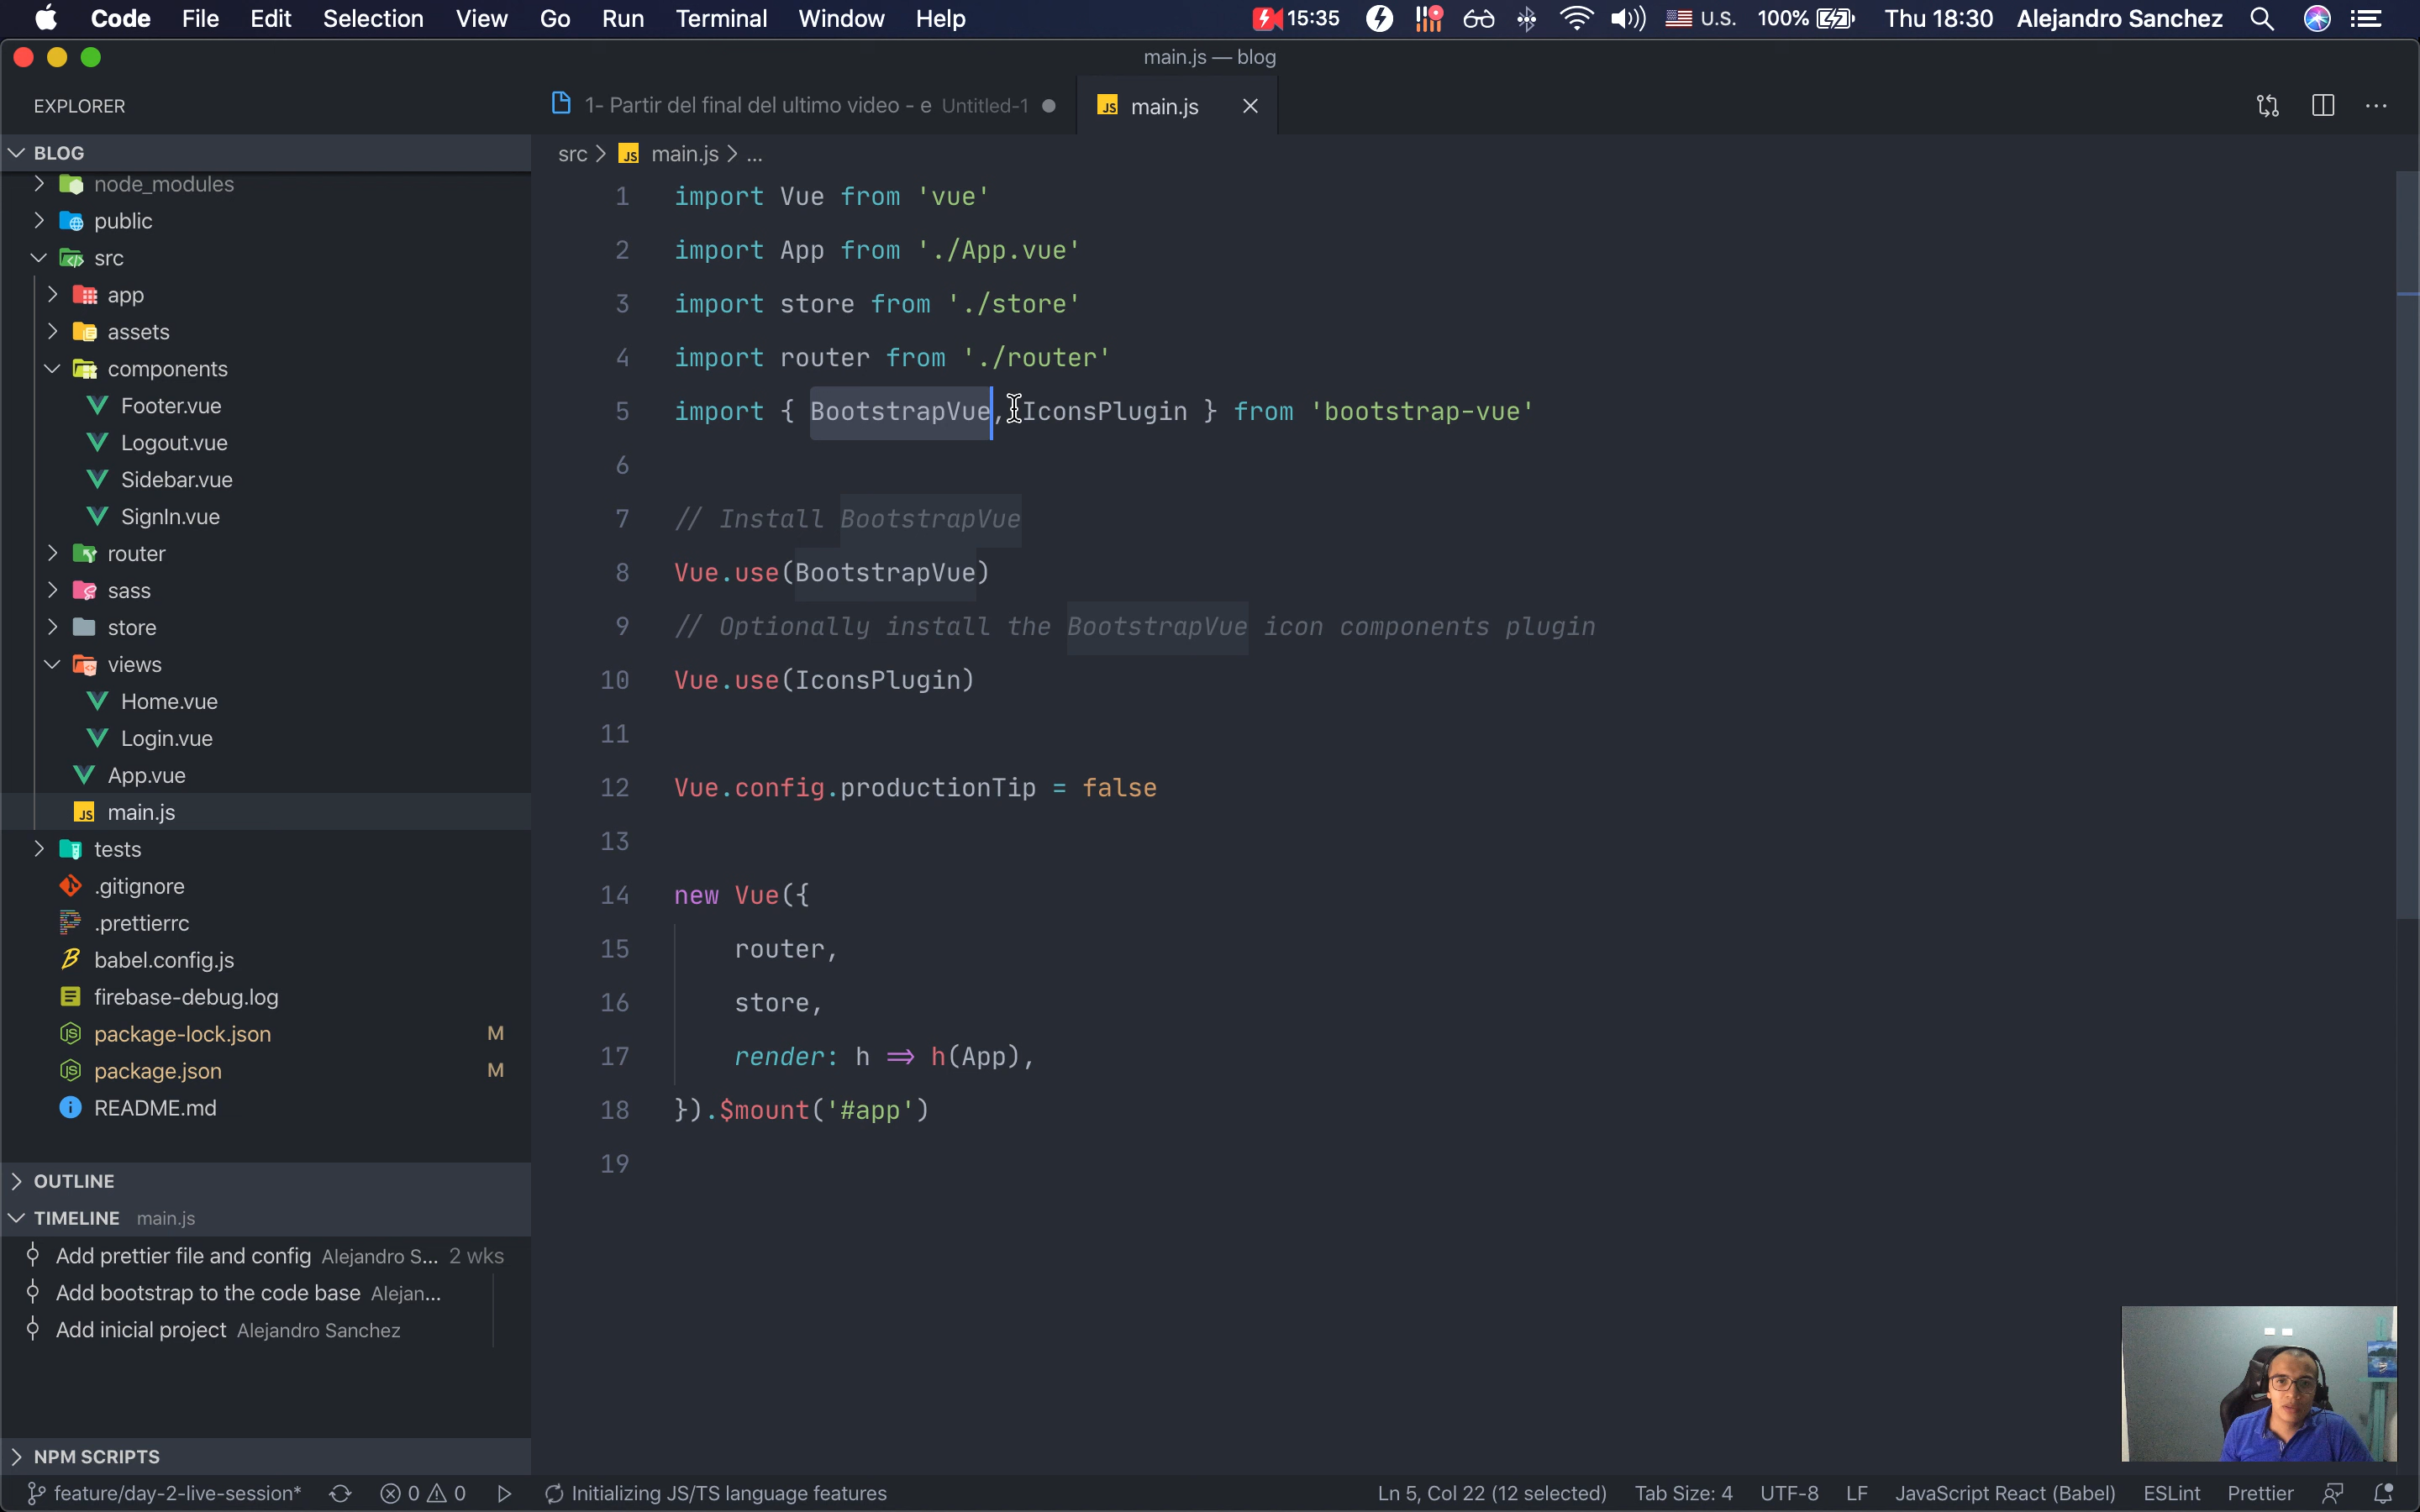 Code File Edit Selection View Go Run Terminal Window Help 15:35 U.S. 100% Thu 18:30 Alejandro Sanchez
main.js — blog
EXPLORER
1- Partir del final del ultimo video - e Untitled-1
JS main.js
BLOG
src > JS main.js > ...
node_modules
public
src
app
assets
components
Footer.vue
Logout.vue
Sidebar.vue
SignIn.vue
router
sass
store
views
Home.vue
Login.vue
App.vue
JS main.js
tests
.gitignore
.prettierrc
babel.config.js
firebase-debug.log
package-lock.json M
package.json M
README.md
OUTLINE
TIMELINE main.js
Add prettier file and config Alejandro S... 2 wks
Add bootstrap to the code base Alejan...
Add inicial project Alejandro Sanchez
NPM SCRIPTS
1 import Vue from 'vue'
2 import App from './App.vue'
3 import store from './store'
4 import router from './router'
5 import { BootstrapVue, IconsPlugin } from 'bootstrap-vue'
6
7 // Install BootstrapVue
8 Vue.use(BootstrapVue)
9 // Optionally install the BootstrapVue icon components plugin
10 Vue.use(IconsPlugin)
11
12 Vue.config.productionTip = false
13
14 new Vue({
15 router,
16 store,
17 render: h => h(App),
18 }).$mount('#app')
19
feature/day-2-live-session* 0 0 Initializing JS/TS language features Ln 5, Col 22 (12 selected) Tab Size: 4 UTF-8 LF JavaScript React (Babel) ESLint Prettier